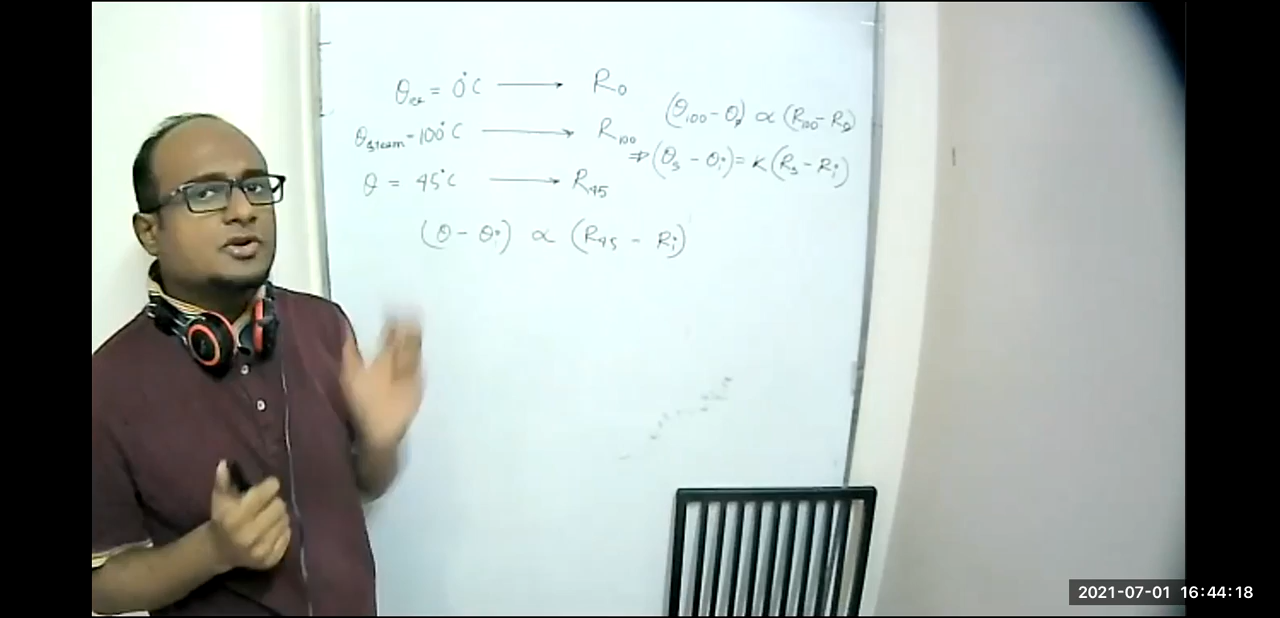 θice = 0°C ⟶ R₀
θsteam = 100°C ⟶ R₁₀₀
θ = 45°C ⟶ R₄₅
(θ₁₀₀ - θ₀) ∝ (R₁₀₀ - R₀)
⇒ (θₛ - θᵢ) = K (Rₛ - Rᵢ)
(θ - θᵢ) ∝ (R₄₅ - Rᵢ)
2021-07-01 16:44:18